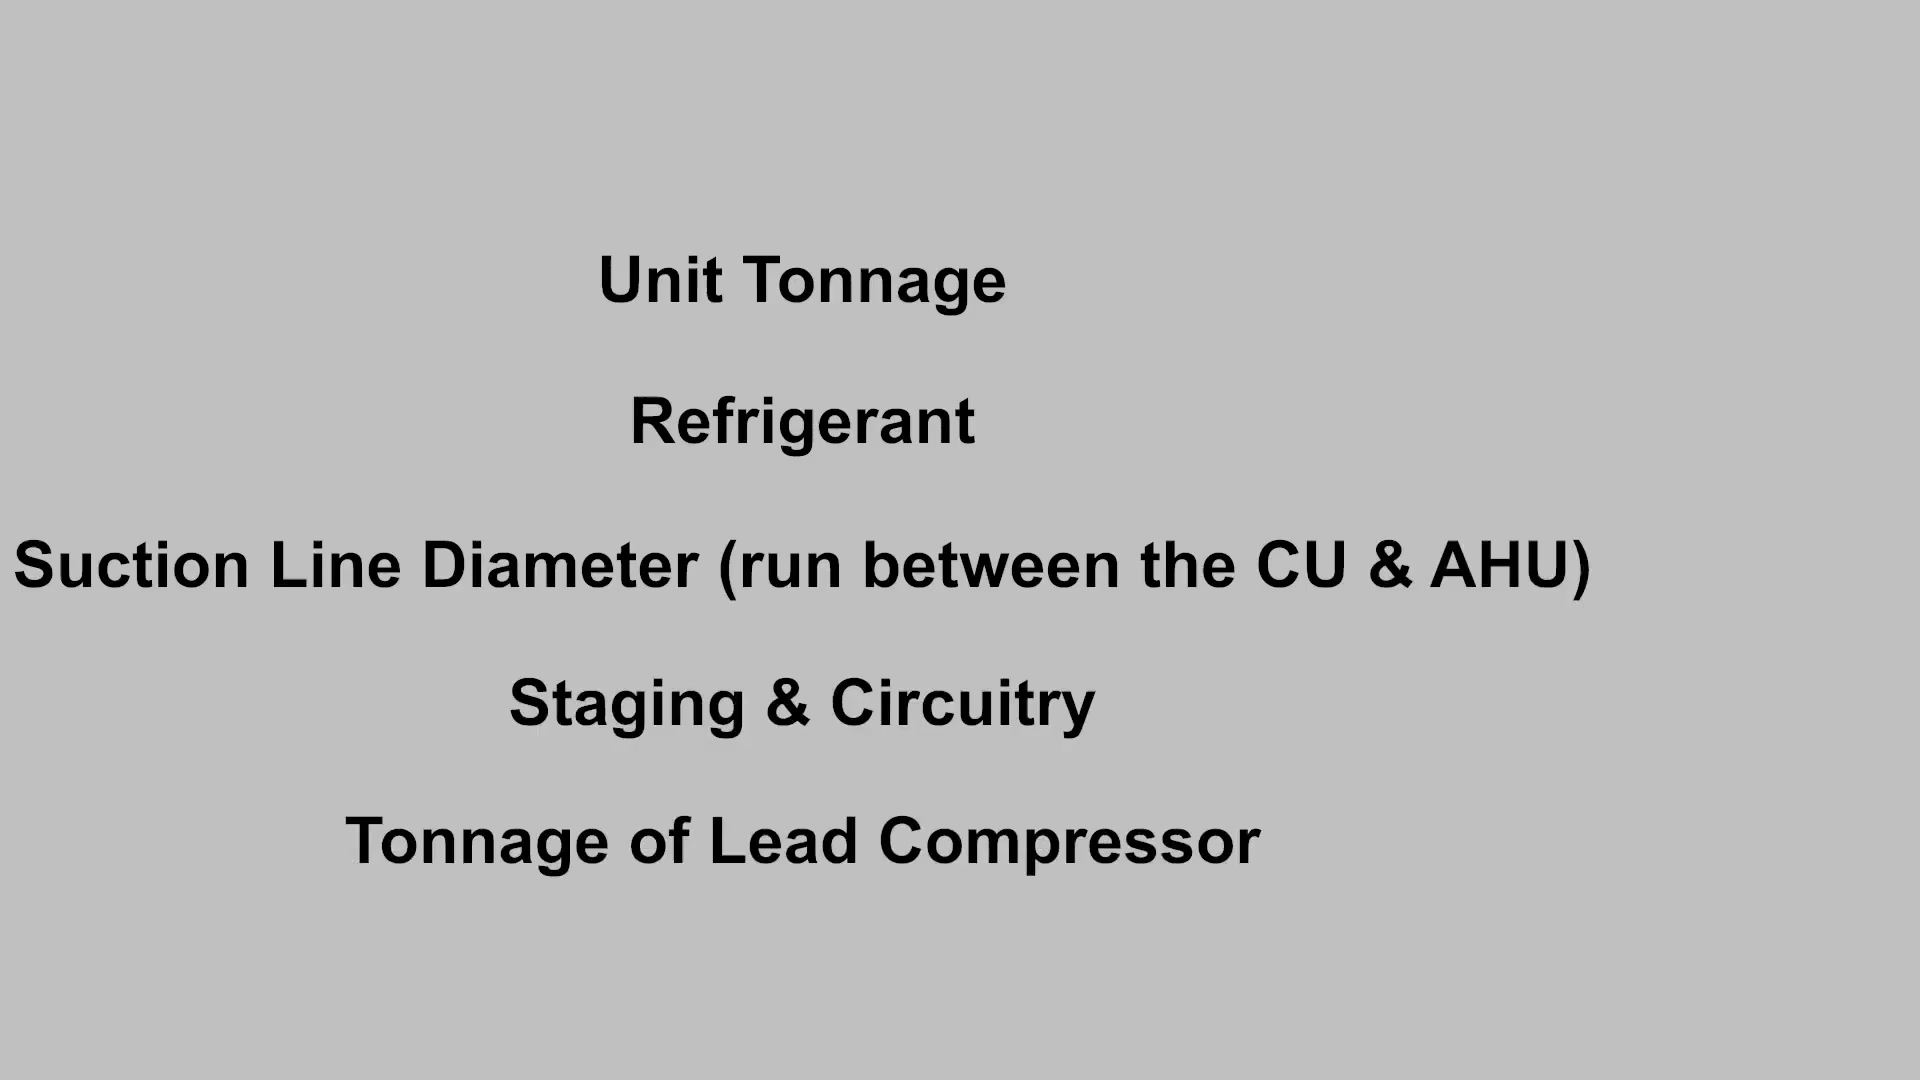 Unit Tonnage
Refrigerant
Suction Line Diameter (run between the CU & AHU)
Staging & Circuitry
Tonnage of Lead Compressor